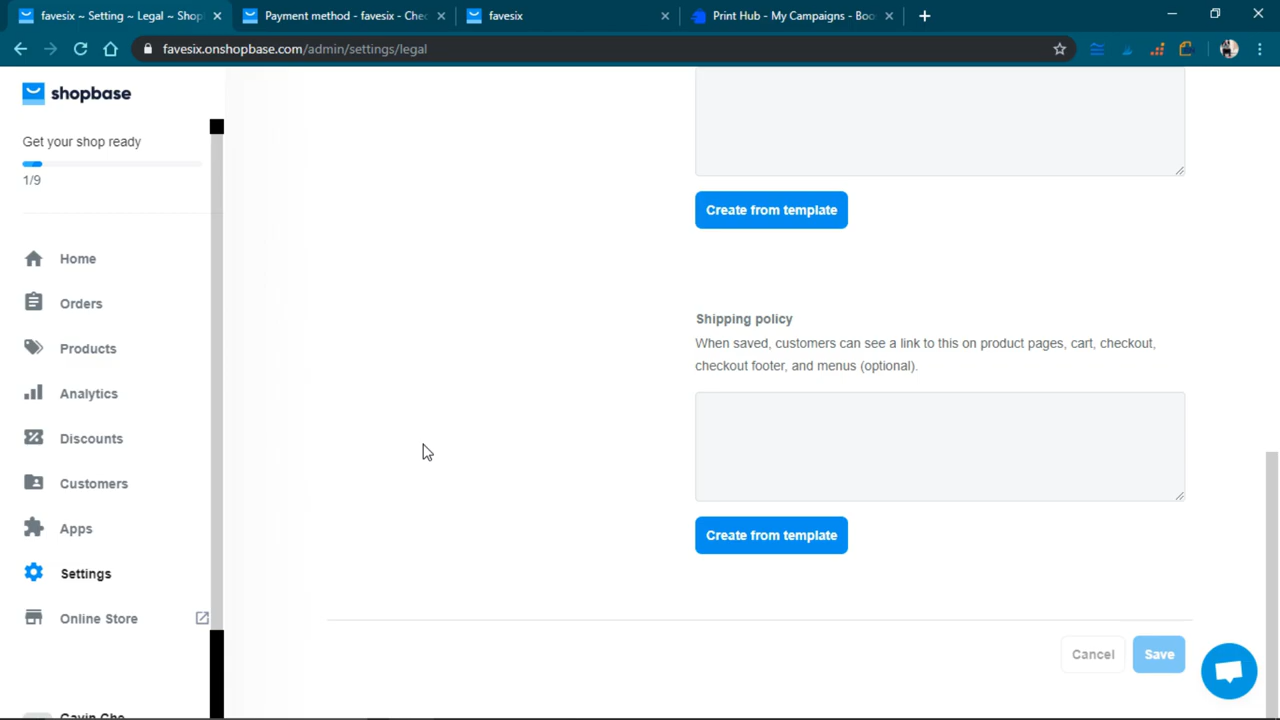 favesix ~ Setting ~ Legal ~ Shop
Payment method - favesix - Chec
favesix
Print Hub - My Campaigns - Boo
favesix.onshopbase.com/admin/settings/legal
shopbase
Get your shop ready
1/9
Home
Orders
Products
Analytics
Discounts
Customers
Apps
Settings
Online Store
Gavin Cho
Create from template
Shipping policy
When saved, customers can see a link to this on product pages, cart, checkout,
checkout footer, and menus (optional).
Create from template
Cancel
Save